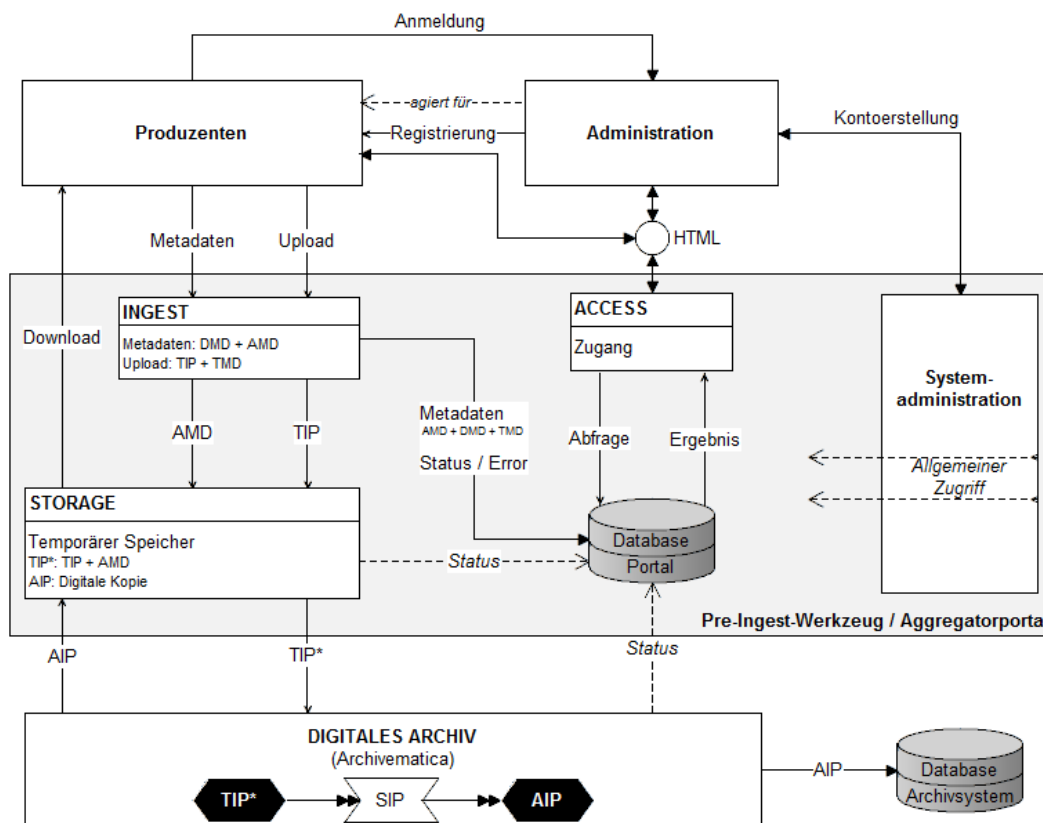 Anmeldung
Produzenten
agiert für
Administration
Registrierung
Kontoerstellung
Metadaten
Upload
HTML
Download
INGEST
Metadaten: DMD + AMD
Upload: TIP + TMD
ACCESS
Zugang
System-
administration
AMD
TIP
Metadaten
AMD + DMD + TMD
Status / Error
Abfrage
Ergebnis
Allgemeiner
Zugriff
STORAGE
Temporärer Speicher
TIP*: TIP + AMD
AIP: Digitale Kopie
Status
Database
Portal
Pre-Ingest-Werkzeug / Aggregatorporta
AIP
TIP*
Status
DIGITALES ARCHIV
(Archivematica)
TIP*
SIP
AIP
AIP
Database
Archivsystem